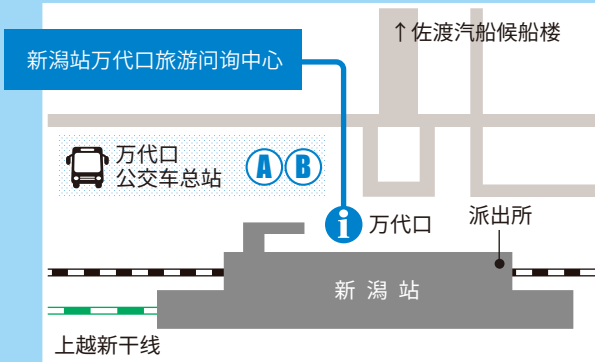 ↑佐渡汽船候船楼
新潟站万代口旅游问询中心
万代口
公交车总站
A B
i 万代口
派出所
新潟站
上越新干线